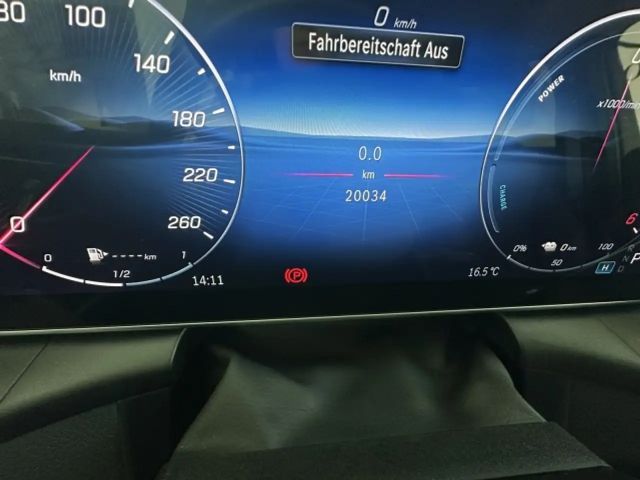 80
100
140
km/h
180
220
260
0
0 km/h
Fahrbereitschaft Aus
0.0
km
20034
POWER
x1000/min
CHARGE
6
0 1/2 1
----- km
14:11
P
16.5 °C
0% 50 100
0 km
H
P
N
D